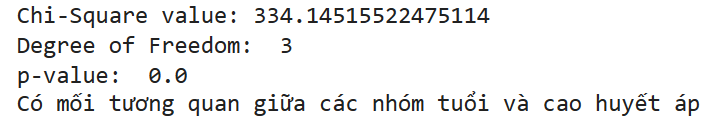 Chi-Square value: 334.14515522475114
Degree of Freedom:  3
p-value:  0.0
Có mối tương quan giữa các nhóm tuổi và cao huyết áp